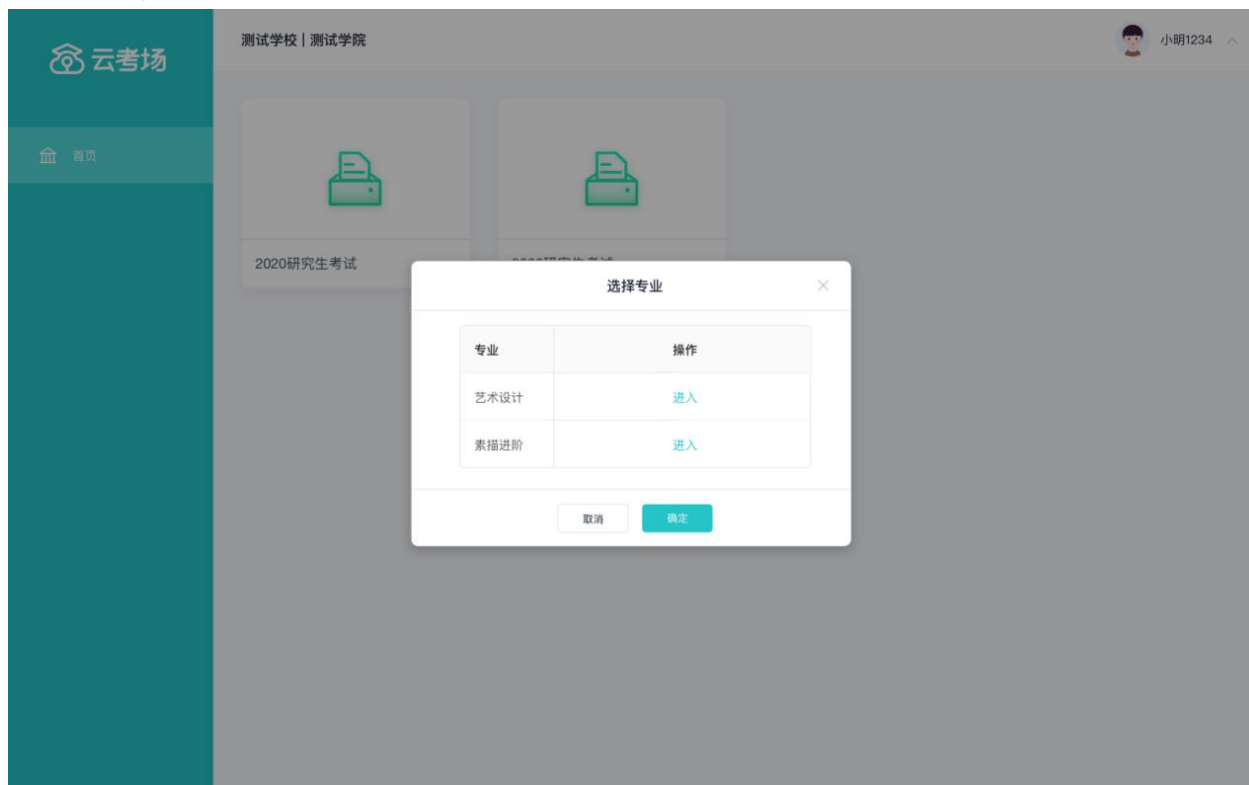 云考场
测试学校 | 测试学院
小明1234
首页
2020研究生考试
选择专业
专业 操作
艺术设计 进入
素描进阶 进入
取消 确定